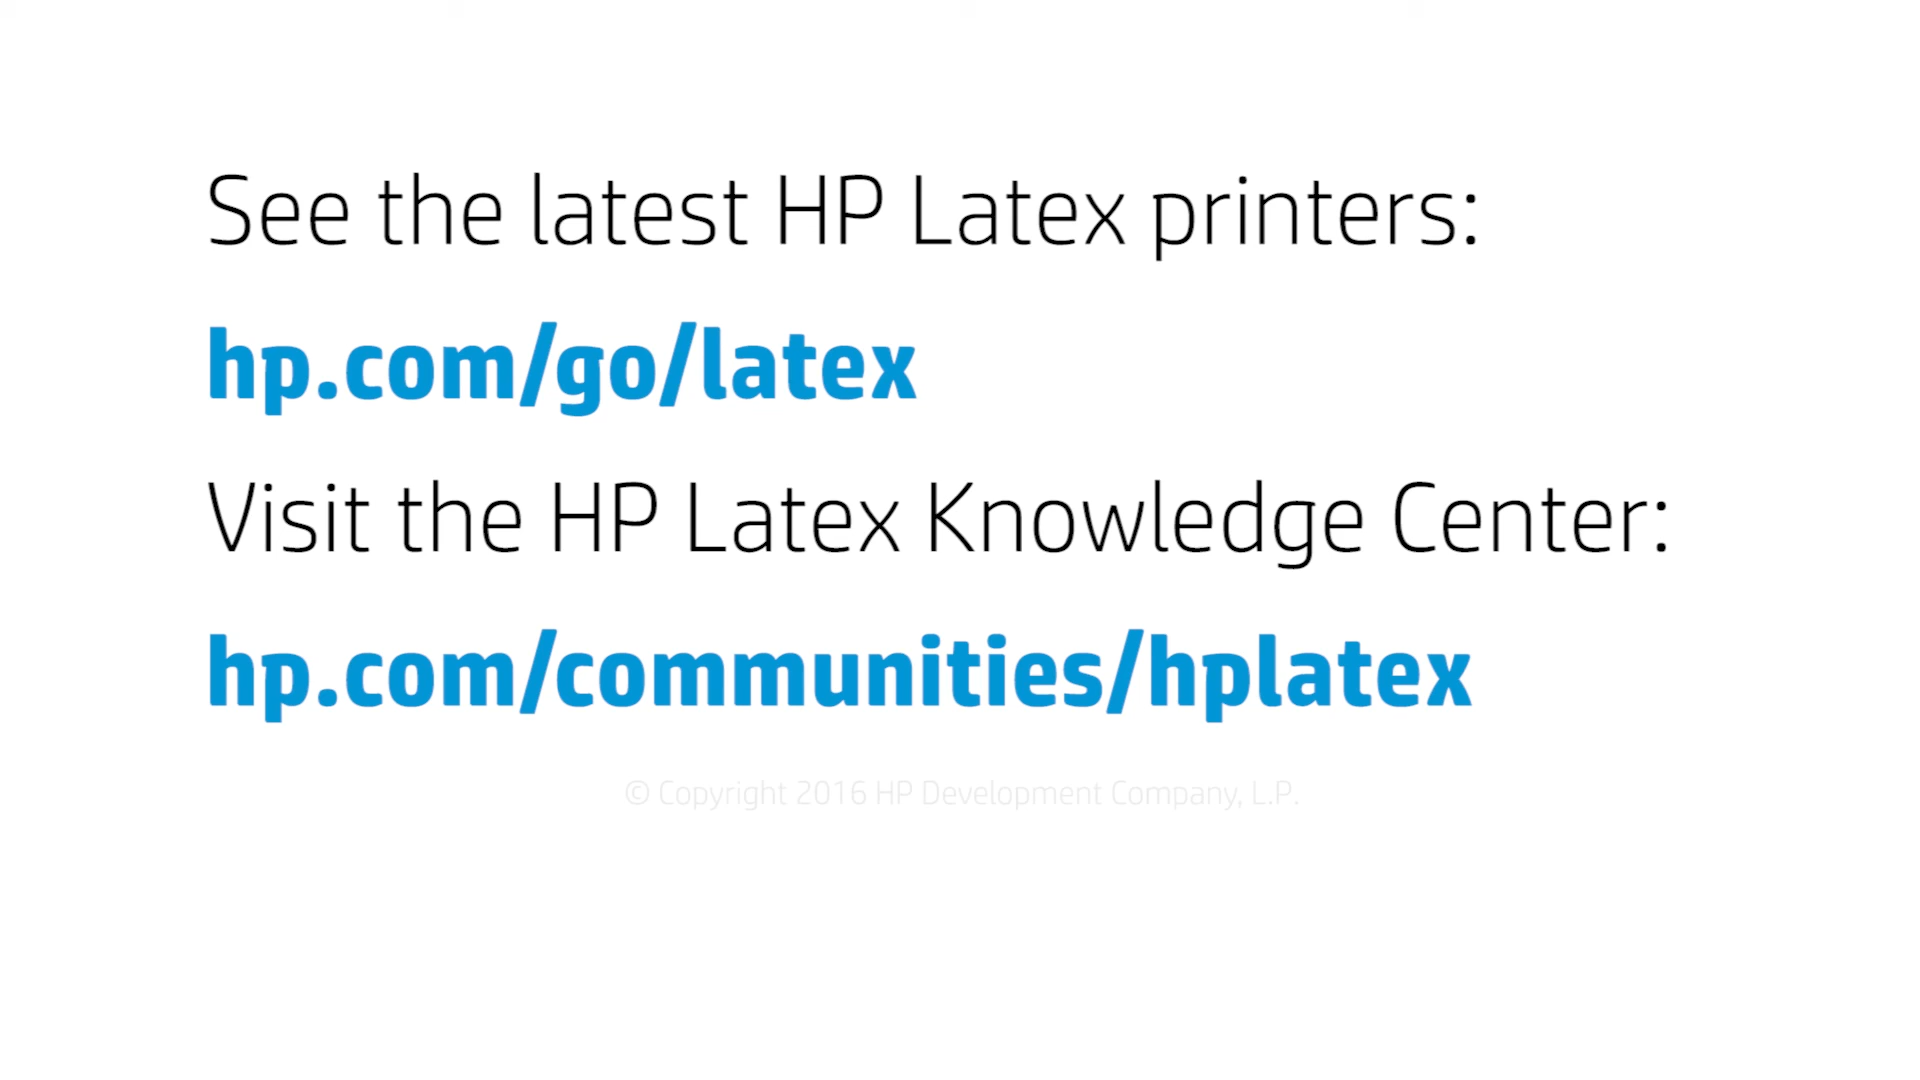 See the latest HP Latex printers:
hp.com/go/latex
Visit the HP Latex Knowledge Center:
hp.com/communities/hplatex
© Copyright 2016 HP Development Company, L.P.